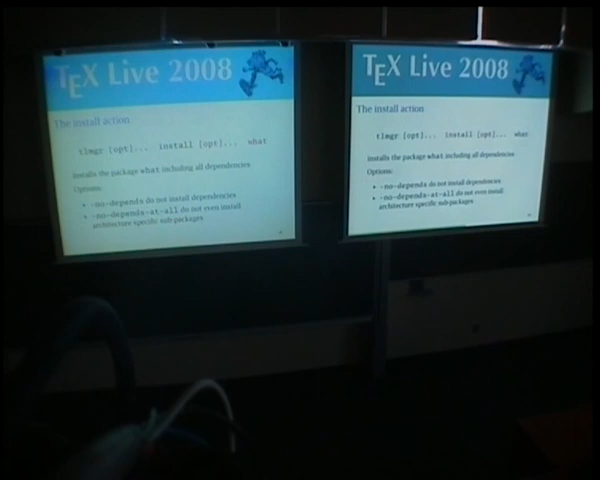 TEX Live 2008
The install action
tlmgr [opt]... install [opt]... what
installs the package what including all dependencies
Options:
• -no-depends do not install dependencies
• -no-depends-at-all do not even install
architecture specific sub-packages
TEX Live 2008
The install action
tlmgr [opt]... install [opt]... what
installs the package what including all dependencies
Options:
• -no-depends do not install dependencies
• -no-depends-at-all do not even install
architecture specific sub-packages